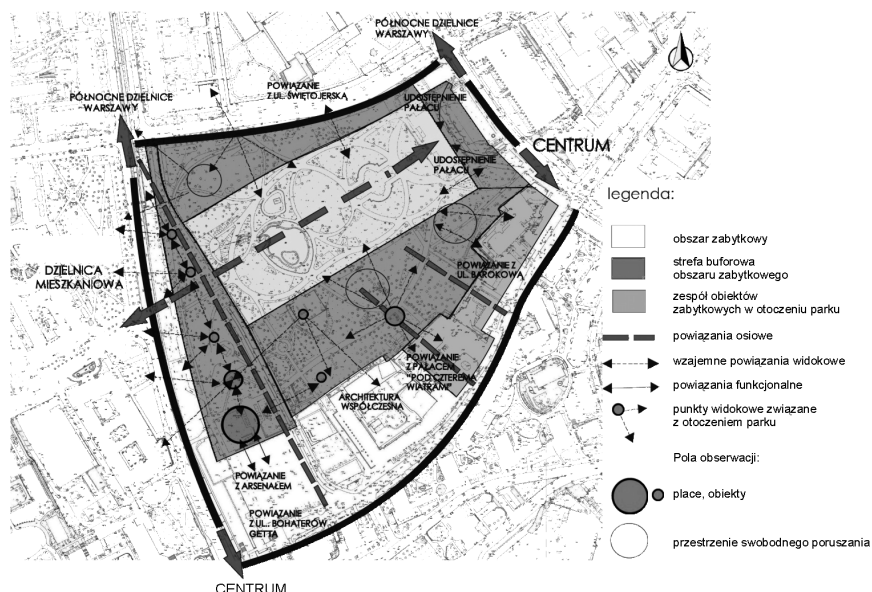 PÓŁNOCNE DZIELNICE
WARSZAWY
PÓŁNOCNE DZIELNICE
WARSZAWY
POWIĄZANIE
Z UL. ŚWIĘTOJERSKĄ
UDOSTĘPNIENIE
PAŁACU
CENTRUM
UDOSTĘPNIENIE
PAŁACU
DZIELNICA
MIESZKANIOWA
POWIĄZANIE Z
UL. BAROKOWĄ
POWIĄZANIE
Z PAŁACEM
"POD CZTEREMA
WIATRAMI"
ARCHITEKTURA
WSPÓŁCZESNA
POWIĄZANIE
Z ARSENAŁEM
POWIĄZANIE
Z UL. BOHATERÓW
GETTA
CENTRUM
legenda:
obszar zabytkowy
strefa buforowa
obszaru zabytkowego
zespół obiektów
zabytkowych w otoczeniu parku
powiązania osiowe
wzajemne powiązania widokowe
powiązania funkcjonalne
punkty widokowe związane
z otoczeniem parku
Pola obserwacji:
place, obiekty
przestrzenie swobodnego poruszania